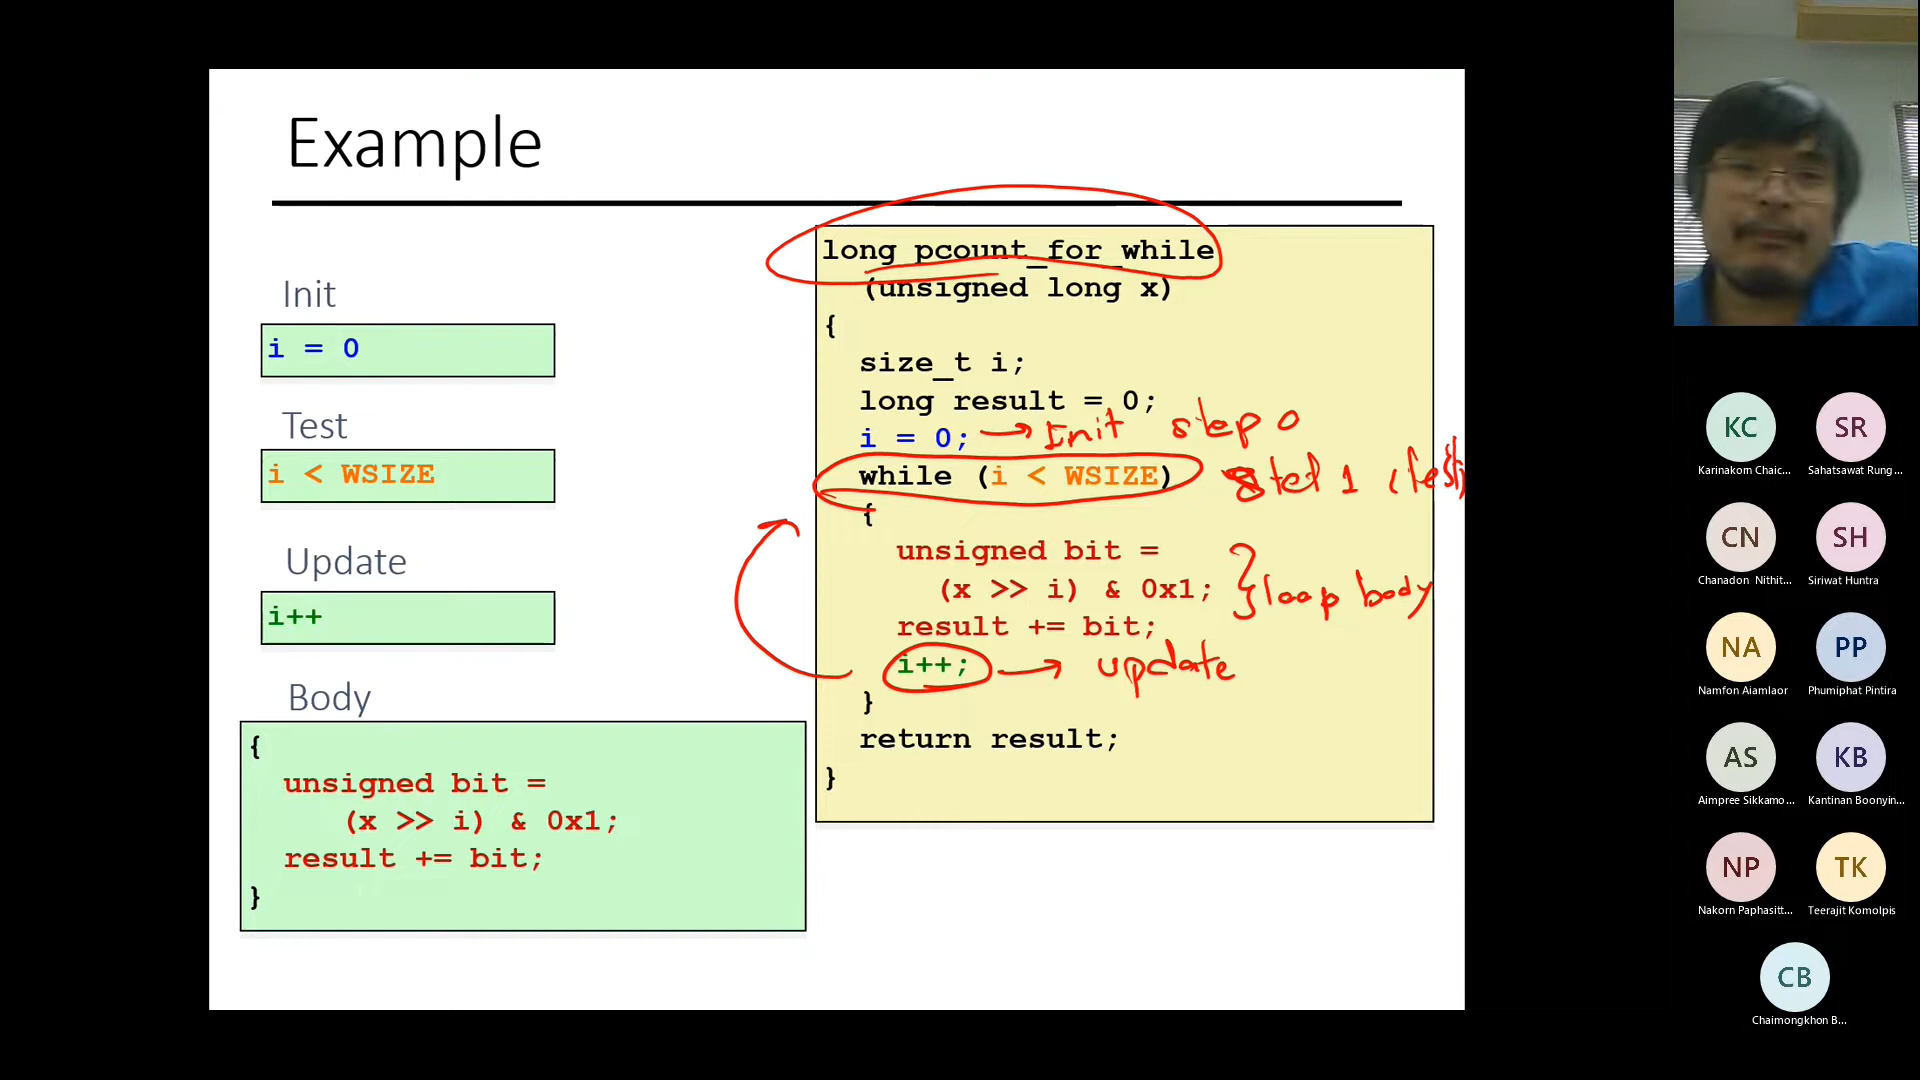 Example
Init
i = 0
Test
i < WSIZE
Update
i++
Body
{
unsigned bit =
(x >> i) & 0x1;
result += bit;
}
long pcount_for_while
(unsigned long x)
{
size_t i;
long result = 0;
i = 0; → Init step 0
while (i < WSIZE) 1 (test)
{
unsigned bit =
(x >> i) & 0x1; } loop body
result += bit;
i++; → update
}
return result;
}
KC
Karinakorn Chaic...
SR
Sahatsawat Rung...
CN
Chanadon Nithit...
SH
Siriwat Huntra
NA
Namfon Aiamlaor
PP
Phumiphat Pintira
AS
Aimpree Sikkamo...
KB
Kantinan Boonyin...
NP
Nakorn Paphasitt...
TK
Teerajit Komolpis
CB
Chaimongkhon B...